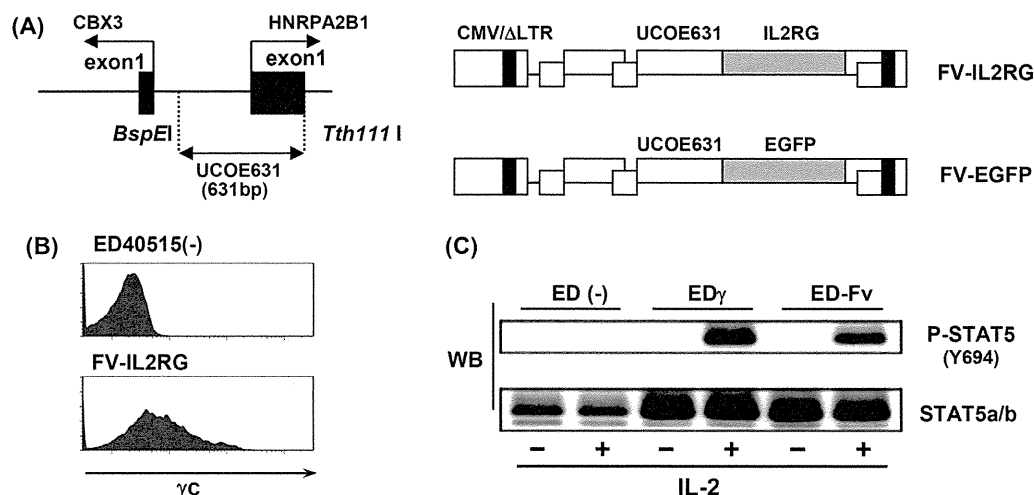 (A)
CBX3
HNRPA2B1
exon1
exon1
BspEI
Tth111 I
UCOE631
(631bp)
CMV/ΔLTR
UCOE631
IL2RG
FV-IL2RG
UCOE631
EGFP
FV-EGFP
(B)
ED40515(-)
FV-IL2RG
γc
(C)
ED (-)
EDγ
ED-Fv
WB
P-STAT5
(Y694)
STAT5a/b
− + − + − +
IL-2